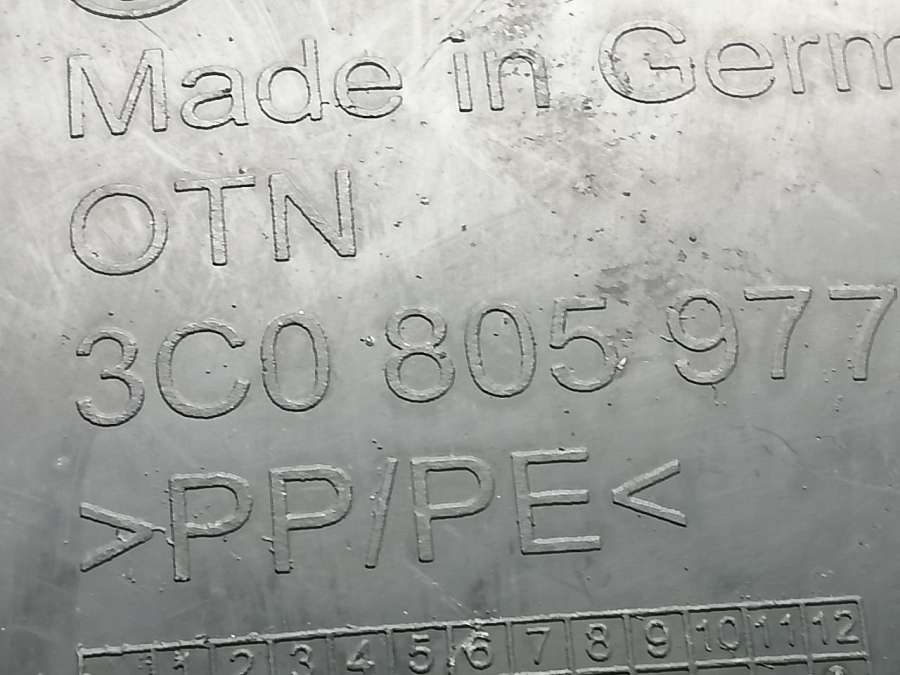 Made in Germ
OTN
3C0 805 977
>PP/PE<
1 2 3 4 5 6 7 8 9 10 11 12